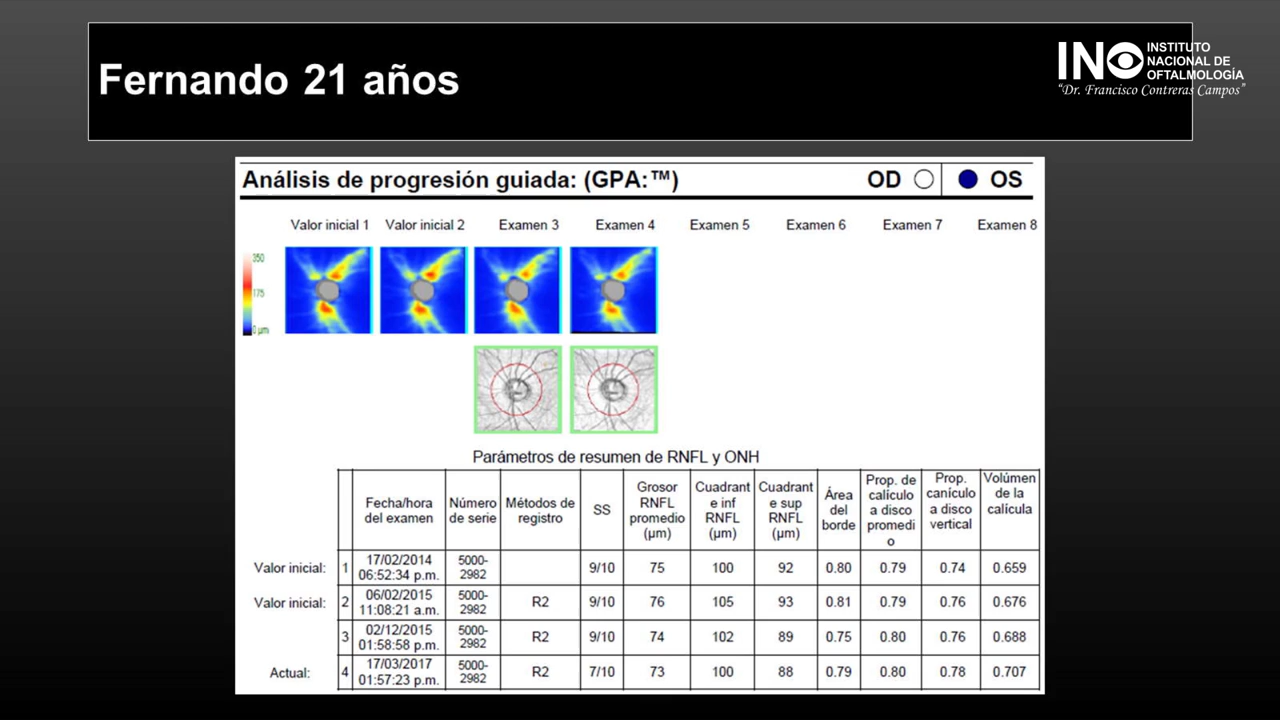 Fernando 21 años
INO INSTITUTO
NACIONAL DE
OFTALMOLOGÍA
“Dr. Francisco Contreras Campos”
Análisis de progresión guiada: (GPA:™) OD OS
Valor inicial 1 Valor inicial 2 Examen 3 Examen 4 Examen 5 Examen 6 Examen 7 Examen 8
350
175
0 µm
Parámetros de resumen de RNFL y ONH
Fecha/hora del examen Número de serie Métodos de registro SS Grosor RNFL promedio (µm) Cuadrant e inf RNFL (µm) Cuadrant e sup RNFL (µm) Área del borde Prop. de calículo a disco promedi o Prop. canículo a disco vertical Volúmen de la calícula
Valor inicial: 1 17/02/2014 06:52:34 p.m. 5000-2982 9/10 75 100 92 0.80 0.79 0.74 0.659
Valor inicial: 2 06/02/2015 11:08:21 a.m. 5000-2982 R2 9/10 76 105 93 0.81 0.79 0.76 0.676
3 02/12/2015 01:58:58 p.m. 5000-2982 R2 9/10 74 102 89 0.75 0.80 0.76 0.688
Actual: 4 17/03/2017 01:57:23 p.m. 5000-2982 R2 7/10 73 100 88 0.79 0.80 0.78 0.707